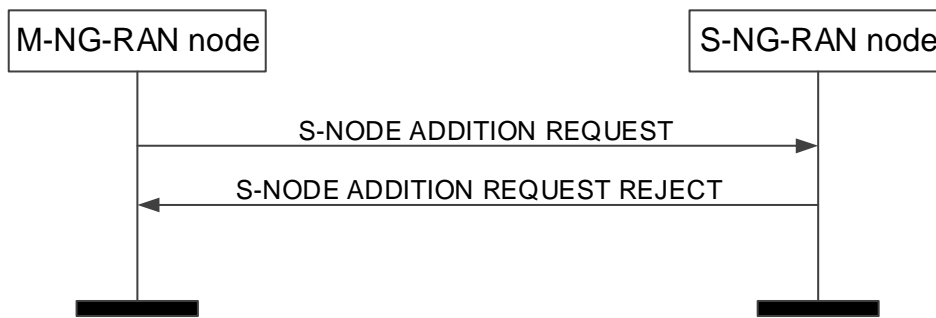 M-NG-RAN node
S-NG-RAN node
S-NODE ADDITION REQUEST
S-NODE ADDITION REQUEST REJECT